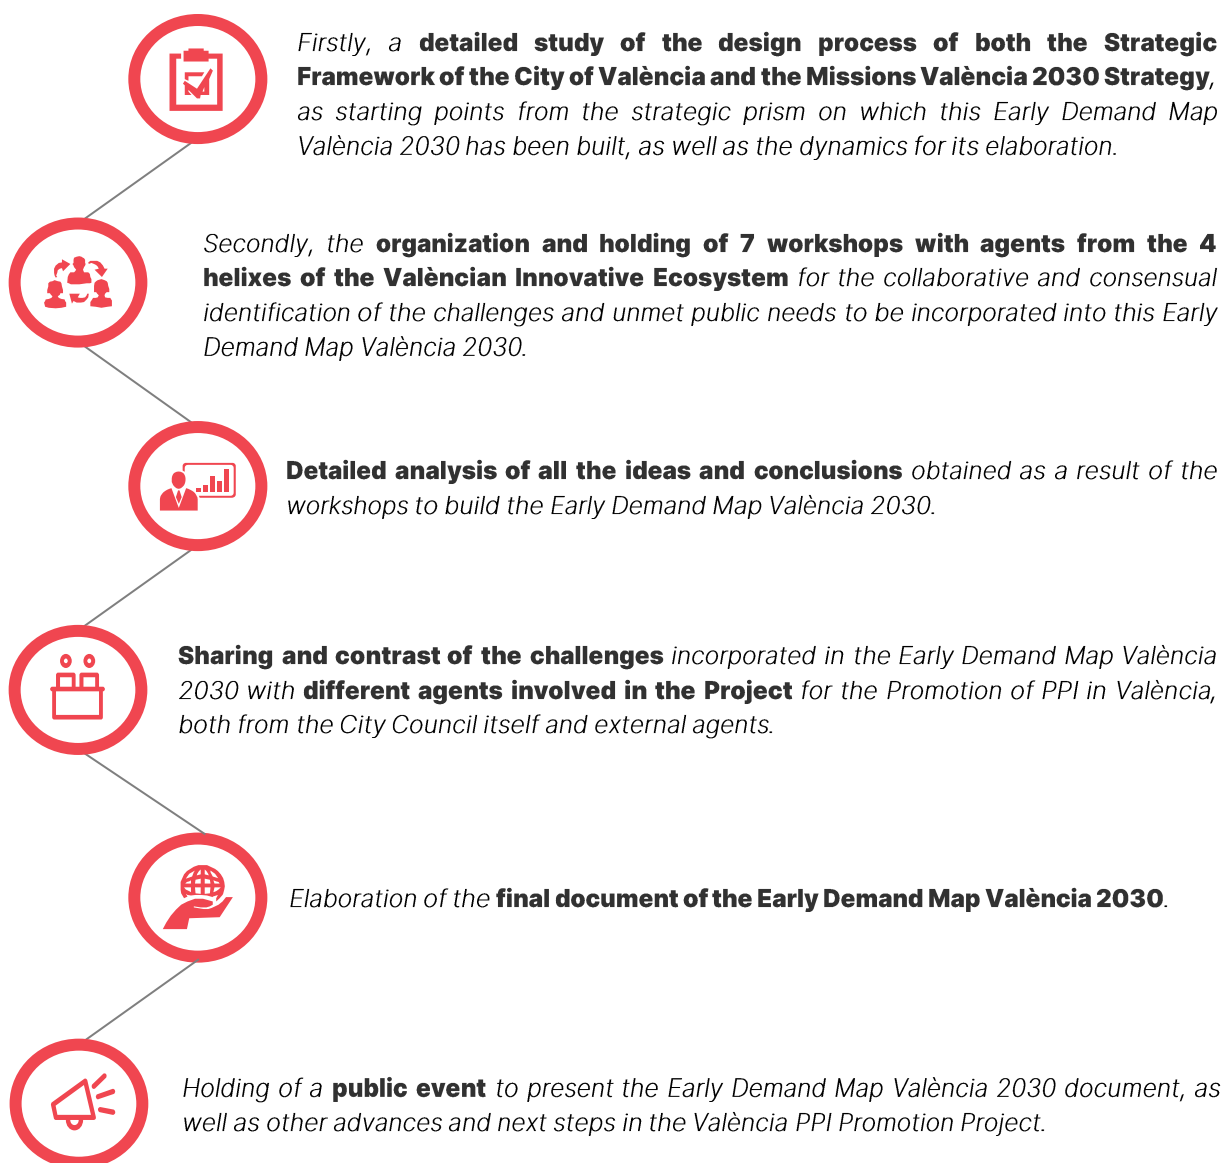 Firstly, a detailed study of the design process of both the Strategic
Framework of the City of València and the Missions València 2030 Strategy,
as starting points from the strategic prism on which this Early Demand Map
València 2030 has been built, as well as the dynamics for its elaboration.
Secondly, the organization and holding of 7 workshops with agents from the 4
helixes of the Valèncian Innovative Ecosystem for the collaborative and consensual
identification of the challenges and unmet public needs to be incorporated into this Early
Demand Map València 2030.
Detailed analysis of all the ideas and conclusions obtained as a result of the
workshops to build the Early Demand Map València 2030.
Sharing and contrast of the challenges incorporated in the Early Demand Map València
2030 with different agents involved in the Project for the Promotion of PPI in València,
both from the City Council itself and external agents.
Elaboration of the final document of the Early Demand Map València 2030.
Holding of a public event to present the Early Demand Map València 2030 document, as
well as other advances and next steps in the València PPI Promotion Project.